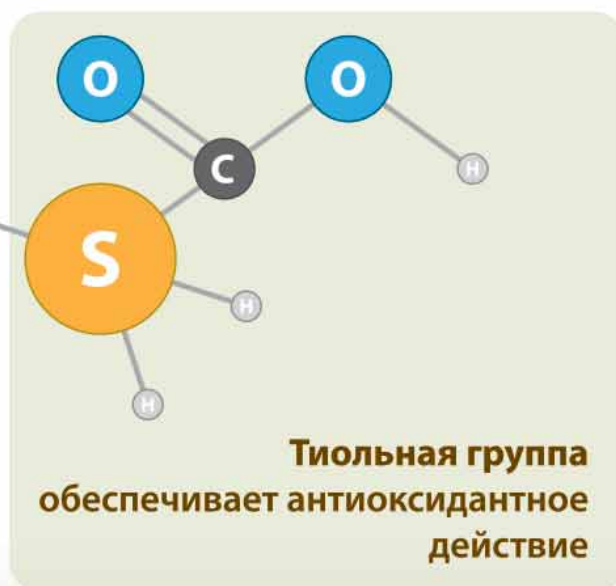 O O
C
H
S
H
H
Тиольная группа
обеспечивает антиоксидантное
действие